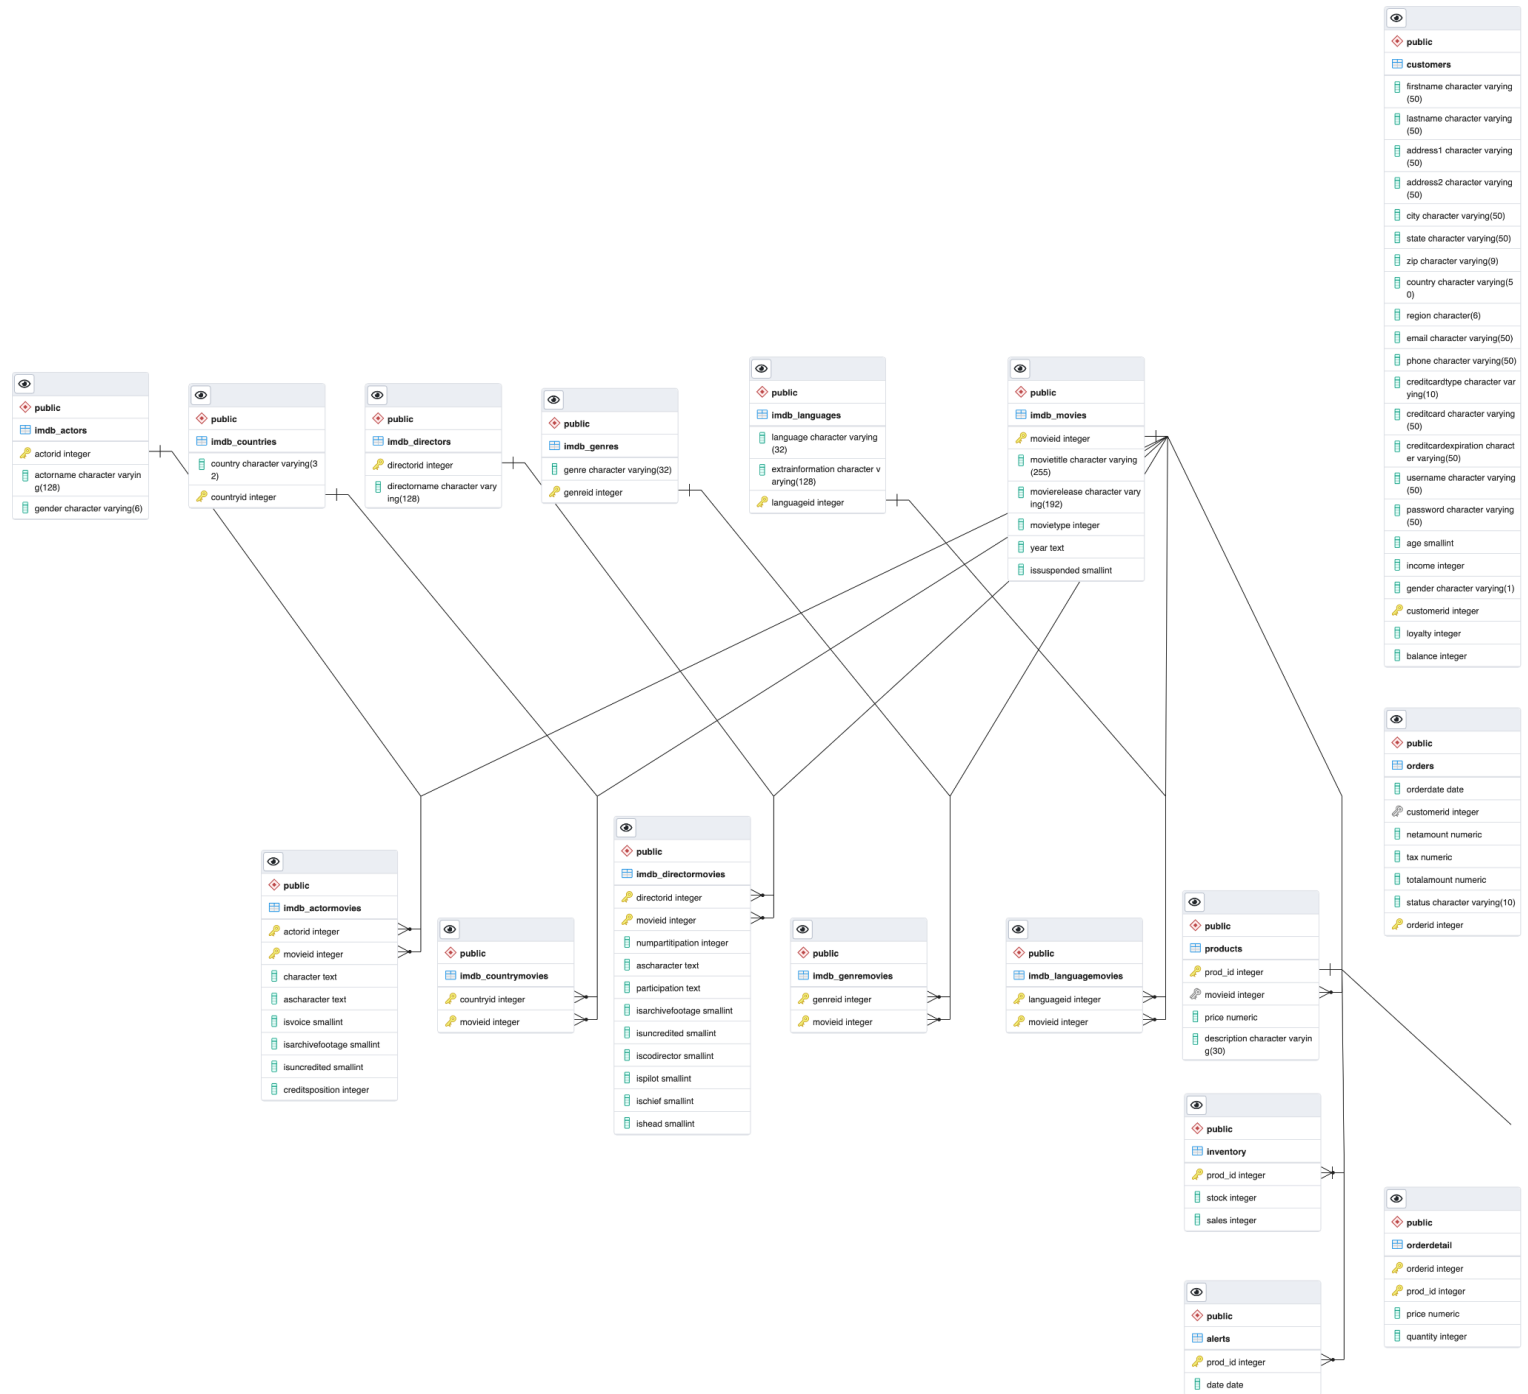 public
customers
firstname character varying
(50)
lastname character varying
(50)
address1 character varying
(50)
address2 character varying
(50)
city character varying(50)
state character varying(50)
zip character varying(9)
country character varying(5
0)
region character(6)
email character varying(50)
phone character varying(50)
creditcardtype character var
ying(10)
creditcard character varying
(50)
creditcardexpiration charact
er varying(50)
username character varying
(50)
password character varying
(50)
age smallint
income integer
gender character varying(1)
customerid integer
loyalty integer
balance integer
public
imdb_actors
actorid integer
actorname character varyin
g(128)
gender character varying(6)
public
imdb_countries
country character varying(3
2)
countryid integer
public
imdb_directors
directorid integer
directorname character vary
ing(128)
public
imdb_genres
genre character varying(32)
genreid integer
public
imdb_languages
language character varying
(32)
extrainformation character v
arying(128)
languageid integer
public
imdb_movies
movieid integer
movietitle character varying
(255)
movierelease character vary
ing(192)
movietype integer
year text
issuspended smallint
public
orders
orderdate date
customerid integer
netamount numeric
tax numeric
totalamount numeric
status character varying(10)
orderid integer
public
imdb_actormovies
actorid integer
movieid integer
character text
ascharacter text
isvoice smallint
isarchivefootage smallint
isuncredited smallint
creditsposition integer
public
imdb_countrymovies
countryid integer
movieid integer
public
imdb_directormovies
directorid integer
movieid integer
numpartitipation integer
ascharacter text
participation text
isarchivefootage smallint
isuncredited smallint
iscodirector smallint
ispilot smallint
ischief smallint
ishead smallint
public
imdb_genremovies
genreid integer
movieid integer
public
imdb_languagemovies
languageid integer
movieid integer
public
products
prod_id integer
movieid integer
price numeric
description character varyin
g(30)
public
inventory
prod_id integer
stock integer
sales integer
public
orderdetail
orderid integer
prod_id integer
price numeric
quantity integer
public
alerts
prod_id integer
date date